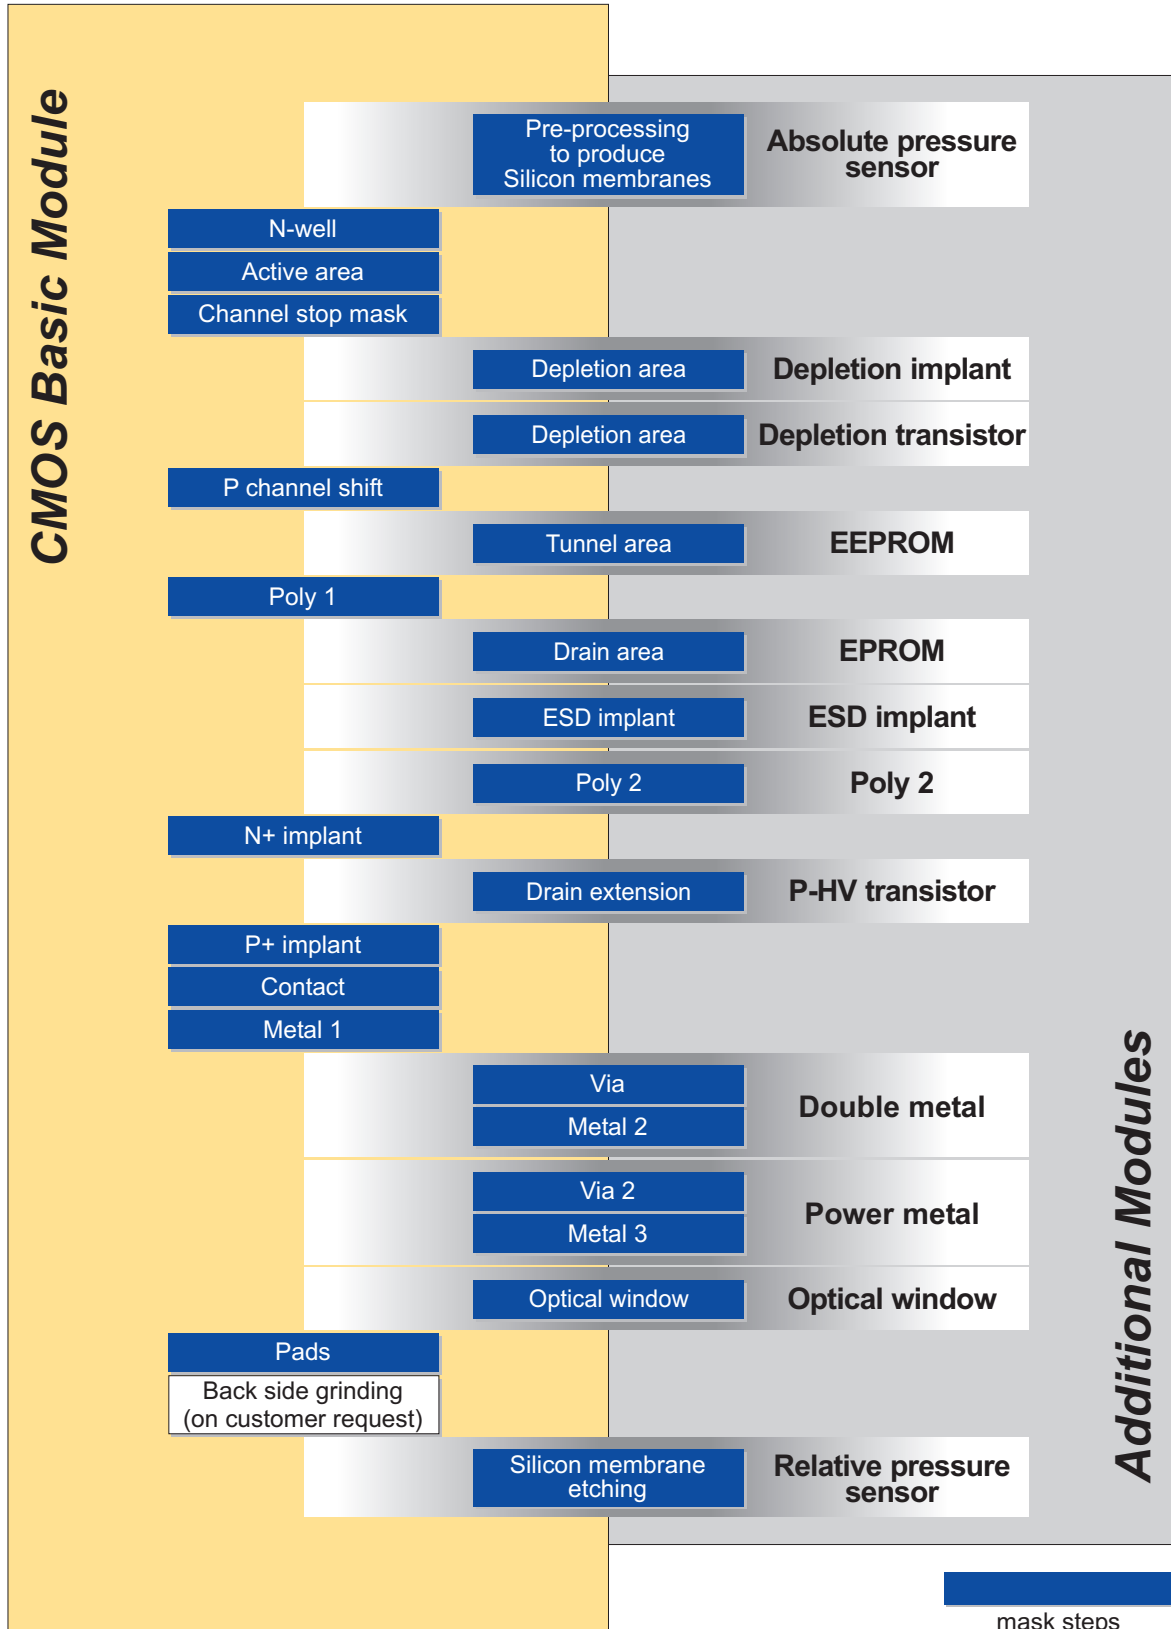 CMOS Basic Module
Pre-processing
to produce
Silicon membranes
Absolute pressure
sensor
N-well
Active area
Channel stop mask
Depletion area
Depletion implant
Depletion area
Depletion transistor
P channel shift
Tunnel area
EEPROM
Poly 1
Drain area
EPROM
ESD implant
ESD implant
Poly 2
Poly 2
N+ implant
Drain extension
P-HV transistor
P+ implant
Contact
Metal 1
Via
Metal 2
Double metal
Via 2
Metal 3
Power metal
Optical window
Optical window
Pads
Back side grinding
(on customer request)
Silicon membrane
etching
Relative pressure
sensor
Additional Modules
mask steps